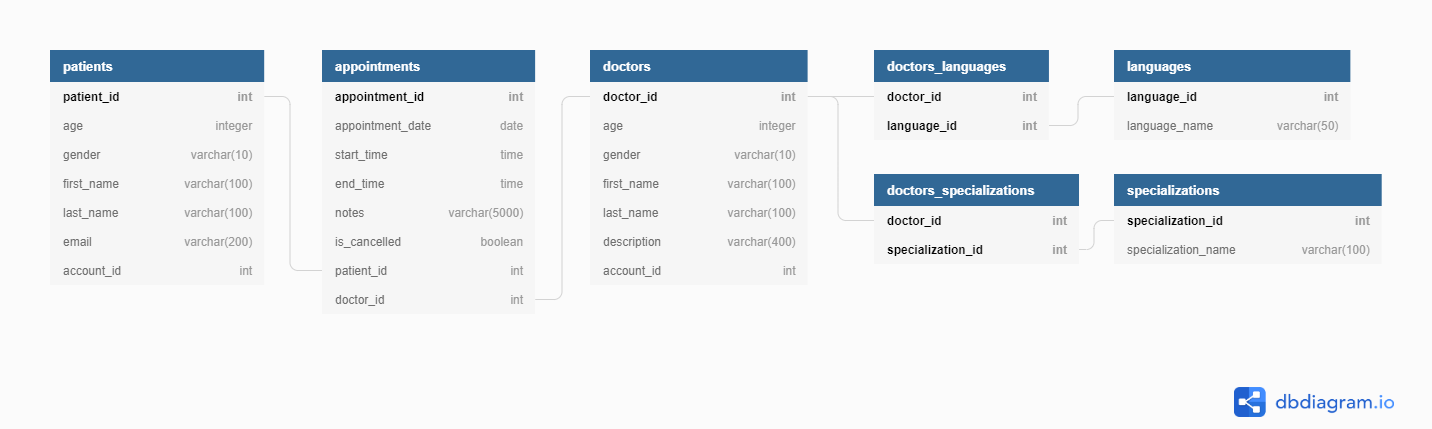 patients
patient_id int
age integer
gender varchar(10)
first_name varchar(100)
last_name varchar(100)
email varchar(200)
account_id int
appointments
appointment_id int
appointment_date date
start_time time
end_time time
notes varchar(5000)
is_cancelled boolean
patient_id int
doctor_id int
doctors
doctor_id int
age integer
gender varchar(10)
first_name varchar(100)
last_name varchar(100)
description varchar(400)
account_id int
doctors_languages
doctor_id int
language_id int
languages
language_id int
language_name varchar(50)
doctors_specializations
doctor_id int
specialization_id int
specializations
specialization_id int
specialization_name varchar(100)
dbdiagram.io